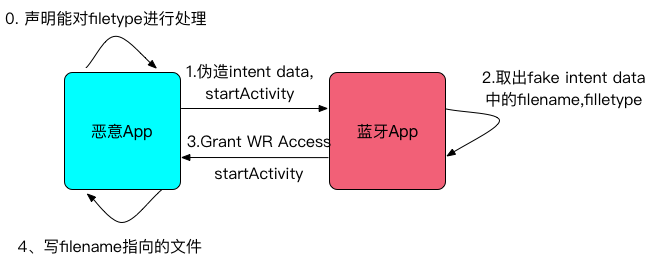 0. 声明能对filetype进行处理
1.伪造intent data,
startActivity
2.取出fake intent data
中的filename,filletype
恶意App
蓝牙App
3.Grant WR Access
startActivity
4、写filename指向的文件